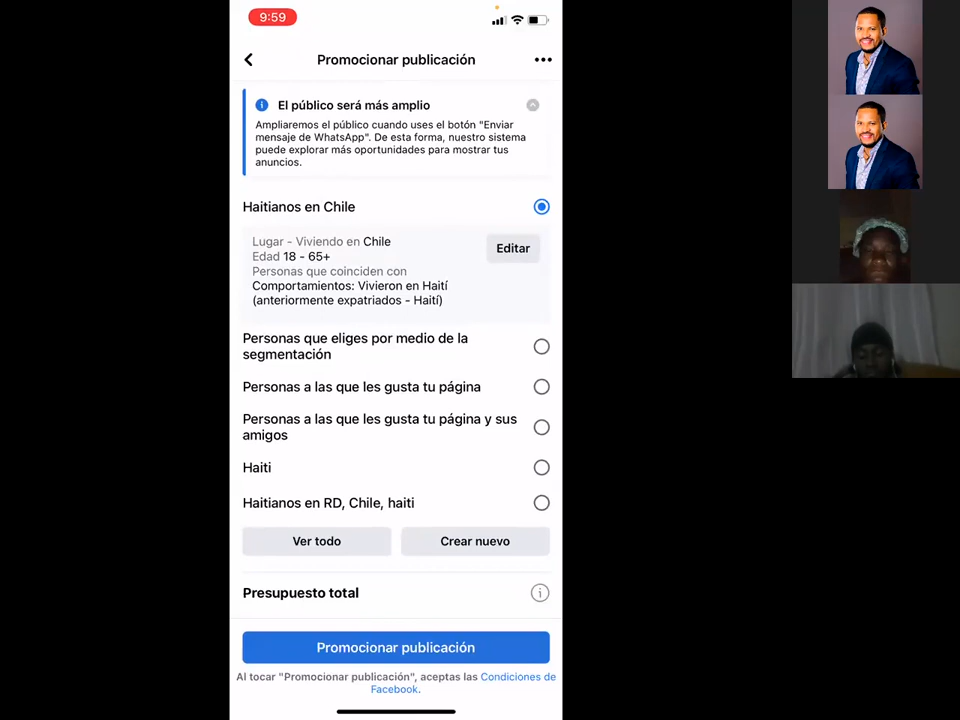 9:59
Promocionar publicación
El público será más amplio
Ampliaremos el público cuando uses el botón "Enviar
mensaje de WhatsApp". De esta forma, nuestro sistema
puede explorar más oportunidades para mostrar tus
anuncios.
Haitianos en Chile
Lugar - Viviendo en Chile
Edad 18 - 65+
Personas que coinciden con
Comportamientos: Vivieron en Haití
(anteriormente expatriados - Haití)
Editar
Personas que eliges por medio de la
segmentación
Personas a las que les gusta tu página
Personas a las que les gusta tu página y sus
amigos
Haiti
Haitianos en RD, Chile, haiti
Ver todo
Crear nuevo
Presupuesto total
Promocionar publicación
Al tocar "Promocionar publicación", aceptas las Condiciones de
Facebook.